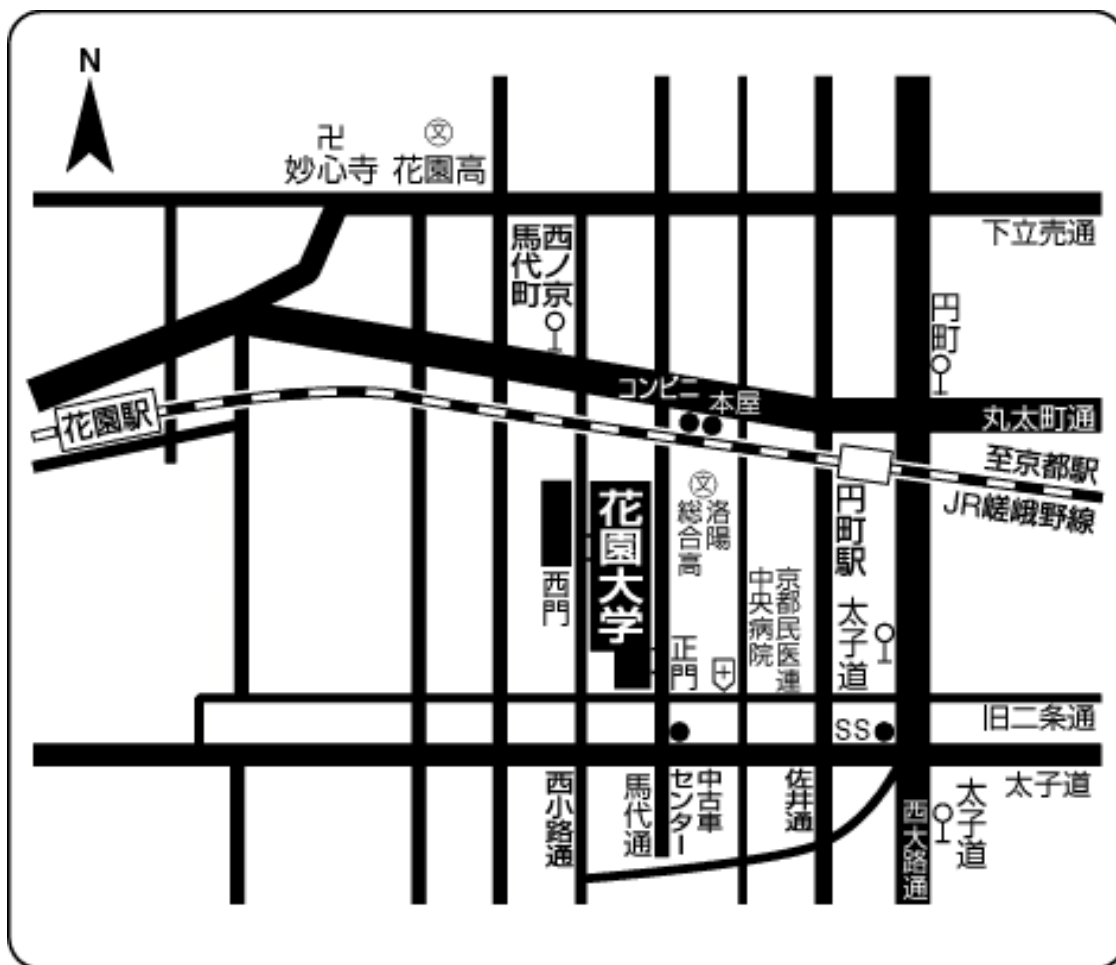 N
卍
文
妙心寺
花園高
下立売通
西ノ京
馬代町
円町
コンビニ
本屋
丸太町通
花園駅
至京都駅
JR嵯峨野線
文
洛陽
総合高
円町駅
花園大学
西門
正門
京都民医連
中央病院
太子道
旧二条通
SS
太子道
西小路通
馬代通
中古車
センター
佐井通
西大路通
太子道